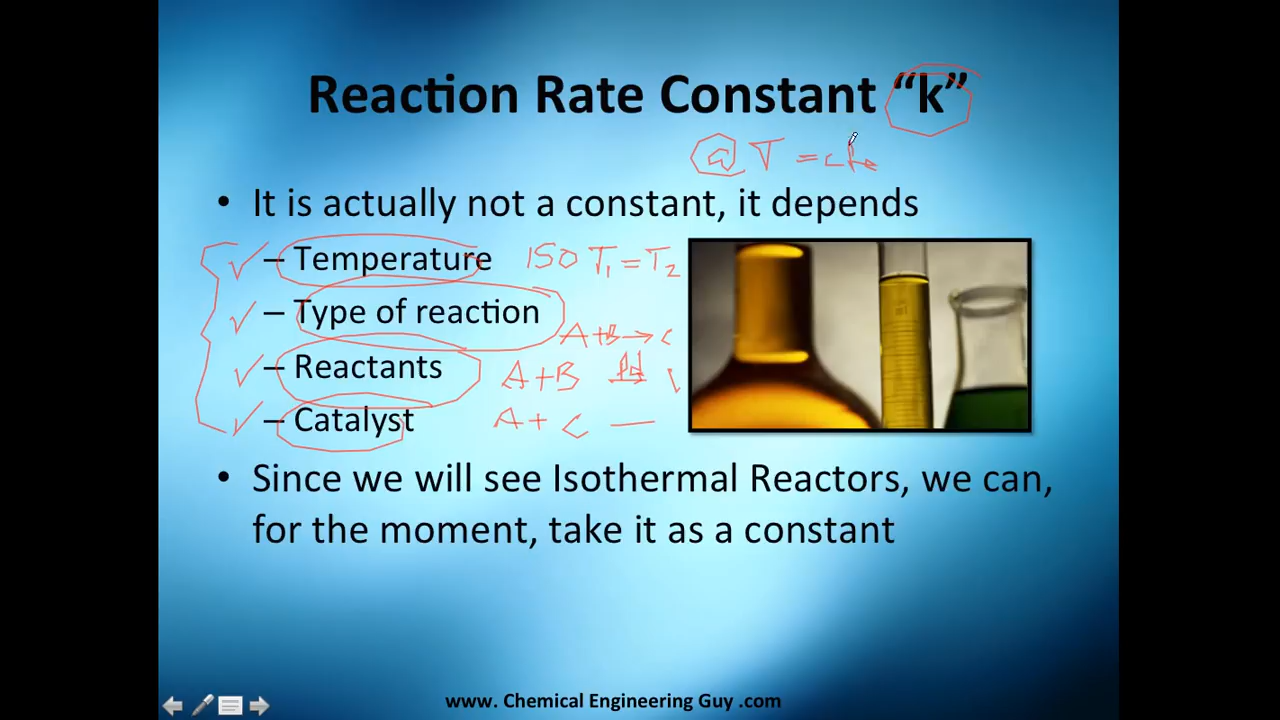 Reaction Rate Constant “k”
@ T = cte
• It is actually not a constant, it depends
– Temperature ISO T₁ = T₂
– Type of reaction
A+B → C
– Reactants A+B Pd
– Catalyst A + C —
• Since we will see Isothermal Reactors, we can,
for the moment, take it as a constant
www. Chemical Engineering Guy .com